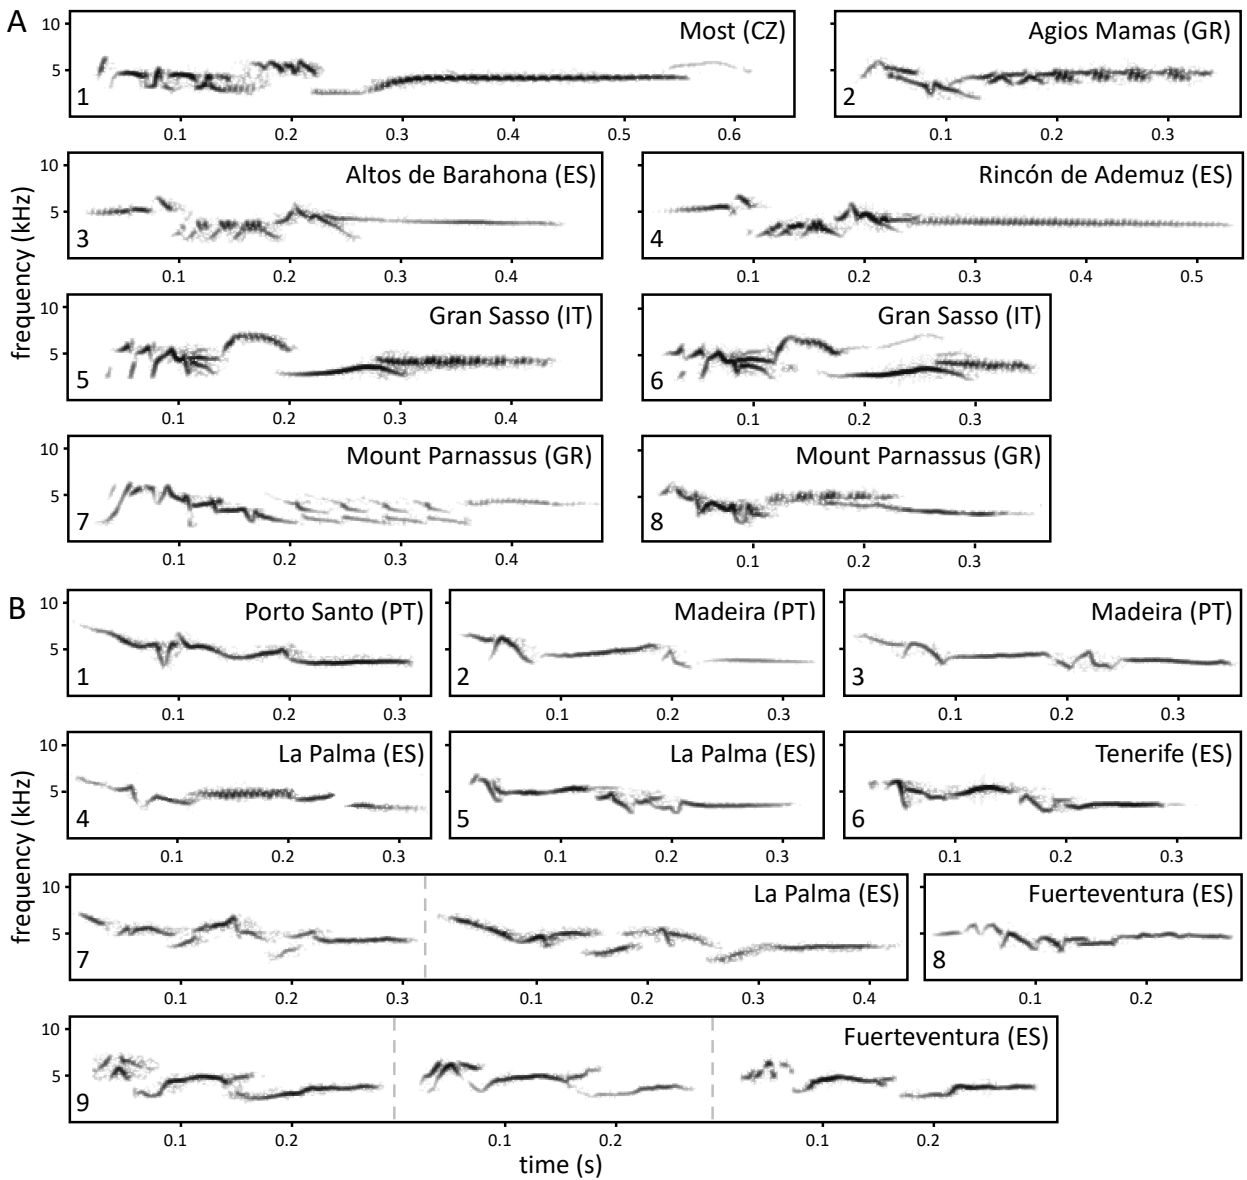 A
10
5
Most (CZ)
1
0.1 0.2 0.3 0.4 0.5 0.6
Agios Mamas (GR)
2
0.1 0.2 0.3
frequency (kHz)
10
5
Altos de Barahona (ES)
3
0.1 0.2 0.3 0.4
Rincón de Ademuz (ES)
4
0.1 0.2 0.3 0.4 0.5
10
5
Gran Sasso (IT)
5
0.1 0.2 0.3 0.4
Gran Sasso (IT)
6
0.1 0.2 0.3
10
5
Mount Parnassus (GR)
7
0.1 0.2 0.3 0.4
Mount Parnassus (GR)
8
0.1 0.2 0.3
B
10
5
Porto Santo (PT)
1
0.1 0.2 0.3
Madeira (PT)
2
0.1 0.2 0.3
Madeira (PT)
3
0.1 0.2 0.3
frequency (kHz)
10
5
La Palma (ES)
4
0.1 0.2 0.3
La Palma (ES)
5
0.1 0.2 0.3
Tenerife (ES)
6
0.1 0.2 0.3
10
5
La Palma (ES)
7
0.1 0.2 0.3 0.1 0.2 0.3 0.4
Fuerteventura (ES)
8
0.1 0.2
10
5
Fuerteventura (ES)
9
0.1 0.2 0.1 0.2 0.1 0.2
time (s)